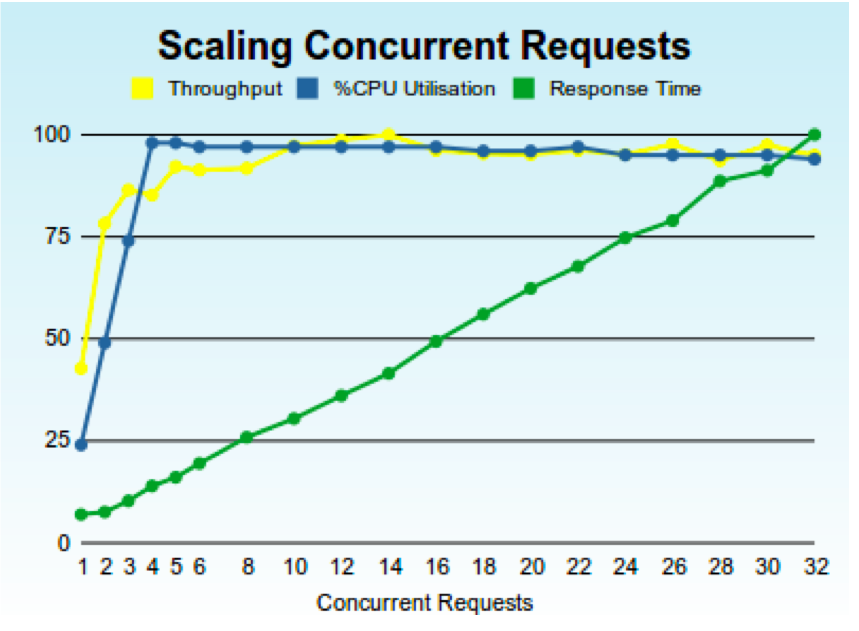 Scaling Concurrent Requests
Throughput %CPU Utilisation Response Time
100
75
50
25
0
1 2 3 4 5 6 8 10 12 14 16 18 20 22 24 26 28 30 32
Concurrent Requests